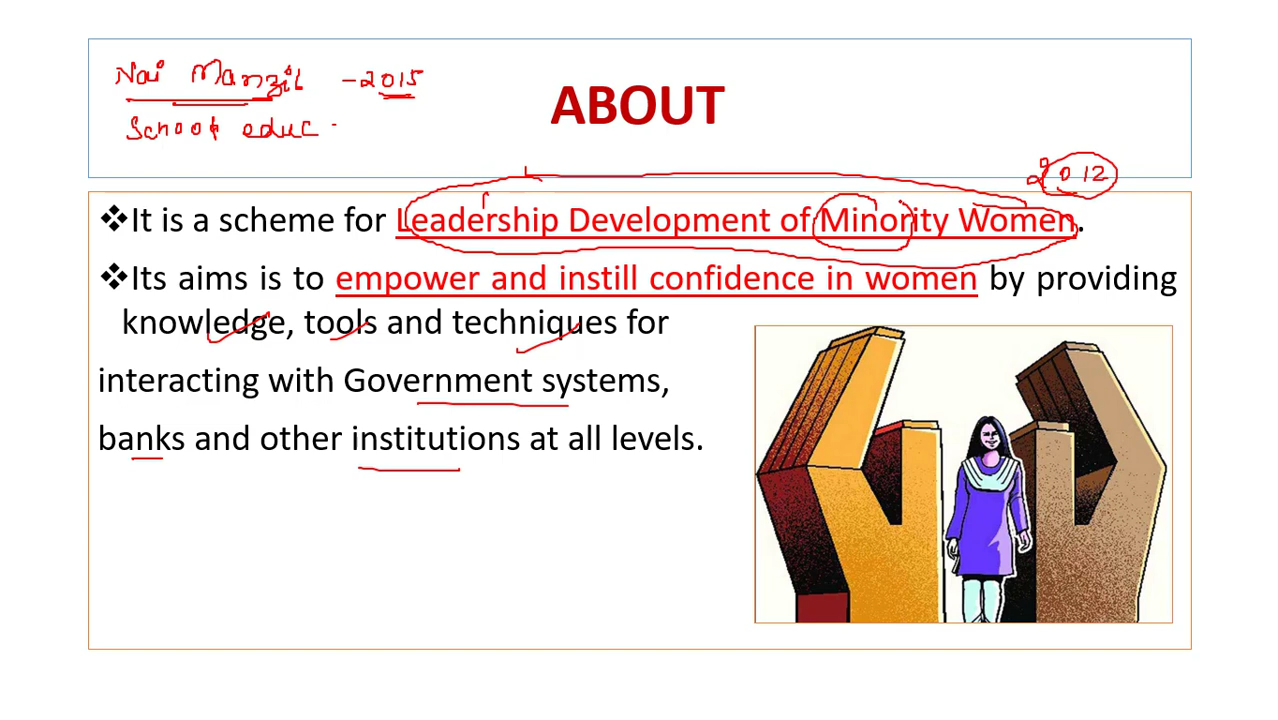 Nai Manzil - 2015
School educ
ABOUT
2012
❖It is a scheme for Leadership Development of Minority Women.
❖Its aims is to empower and instill confidence in women by providing
knowledge, tools and techniques for
interacting with Government systems,
banks and other institutions at all levels.